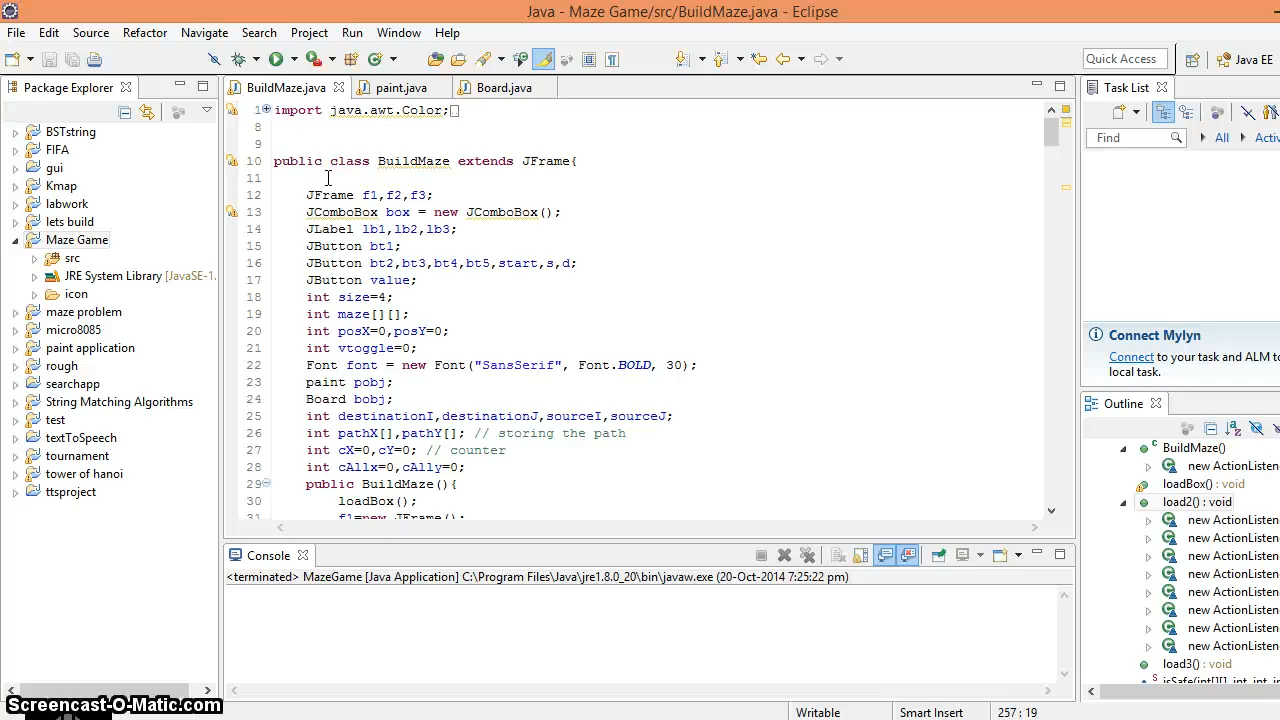 Java - Maze Game/src/BuildMaze.java - Eclipse
File Edit Source Refactor Navigate Search Project Run Window Help
Quick Access
Java EE
Package Explorer
BSTstring
FIFA
gui
Kmap
labwork
lets build
Maze Game
src
JRE System Library [JavaSE-1.
icon
maze problem
micro8085
paint application
rough
searchapp
String Matching Algorithms
test
textToSpeech
tournament
tower of hanoi
ttsproject
BuildMaze.java paint.java Board.java
1 import java.awt.Color;
8
9
10 public class BuildMaze extends JFrame{
11
12 JFrame f1,f2,f3;
13 JComboBox box = new JComboBox();
14 JLabel lb1,lb2,lb3;
15 JButton bt1;
16 JButton bt2,bt3,bt4,bt5,start,s,d;
17 JButton value;
18 int size=4;
19 int maze[][];
20 int posX=0,posY=0;
21 int vtoggle=0;
22 Font font = new Font("SansSerif", Font.BOLD, 30);
23 paint pobj;
24 Board bobj;
25 int destinationI,destinationJ,sourceI,sourceJ;
26 int pathX[],pathY[]; // storing the path
27 int cX=0,cY=0; // counter
28 int cAllx=0,cAlly=0;
29 public BuildMaze(){
30 loadBox();
31 f1=new JFrame();
Console
<terminated> MazeGame [Java Application] C:\Program Files\Java\jre1.8.0_20\bin\javaw.exe (20-Oct-2014 7:25:22 pm)
Task List
Find All Activ
Connect Mylyn
Connect to your task and ALM to
local task.
Outline
BuildMaze()
new ActionListen
loadBox() : void
load2() : void
new ActionListen
new ActionListen
new ActionListen
new ActionListen
new ActionListen
new ActionListen
new ActionListen
new ActionListen
load3() : void
isSafe(int[][], int, int, in
Writable Smart Insert 257 : 19
Screencast-O-Matic.com